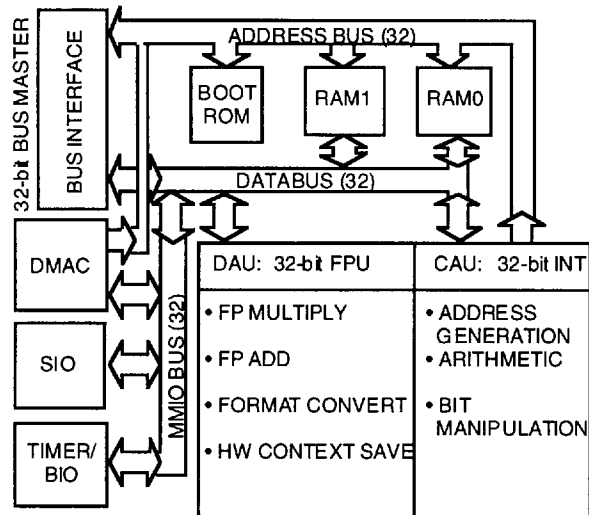 32-bit BUS MASTER
BUS INTERFACE
ADDRESS BUS (32)
BOOT
ROM
RAM1
RAM0
DATABUS (32)
DMAC
SIO
TIMER/
BIO
MMIO BUS (32)
DAU: 32-bit FPU
• FP MULTIPLY
• FP ADD
• FORMAT CONVERT
• HW CONTEXT SAVE
CAU: 32-bit INT
• ADDRESS
GENERATION
• ARITHMETIC
• BIT
MANIPULATION